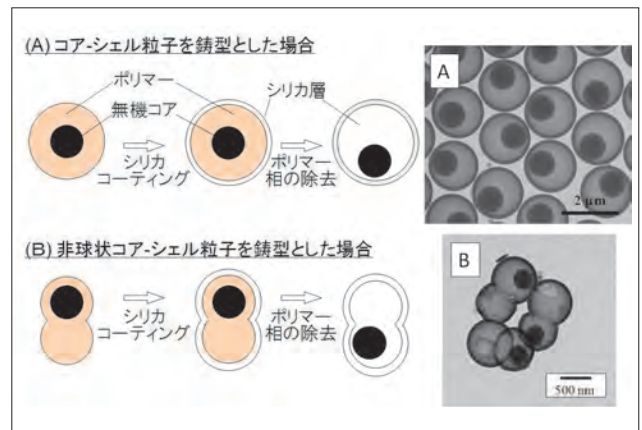 (A) コア-シェル粒子を鋳型とした場合
ポリマー
無機コア
シリカ層
シリカ
コーティング
ポリマー
相の除去
A
2 μm
(B) 非球状コア-シェル粒子を鋳型とした場合
シリカ
コーティング
ポリマー
相の除去
B
500 nm